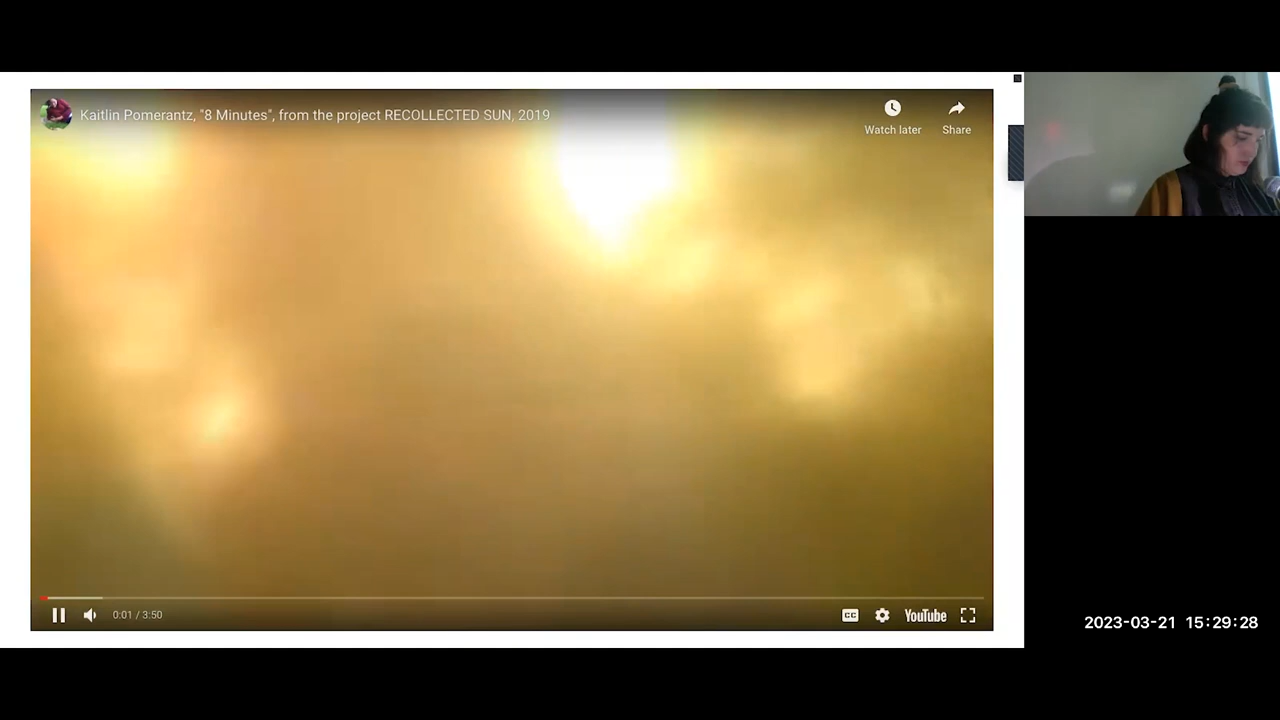 Kaitlin Pomerantz, "8 Minutes", from the project RECOLLECTED SUN, 2019
Watch later
Share
0:01 / 3:50
CC
YouTube
2023-03-21 15:29:28